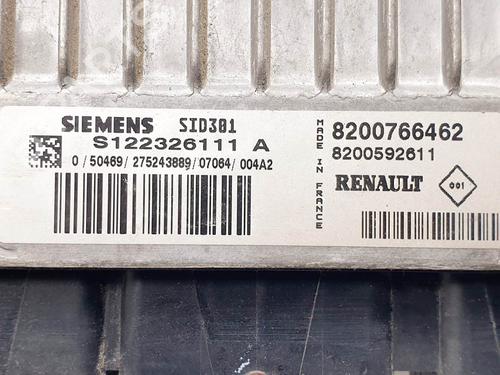 SIEMENS SID301
S122326111 A
0/50469/275243889/07064/004A2
MADE IN FRANCE
8200766462
8200592611
RENAULT 001